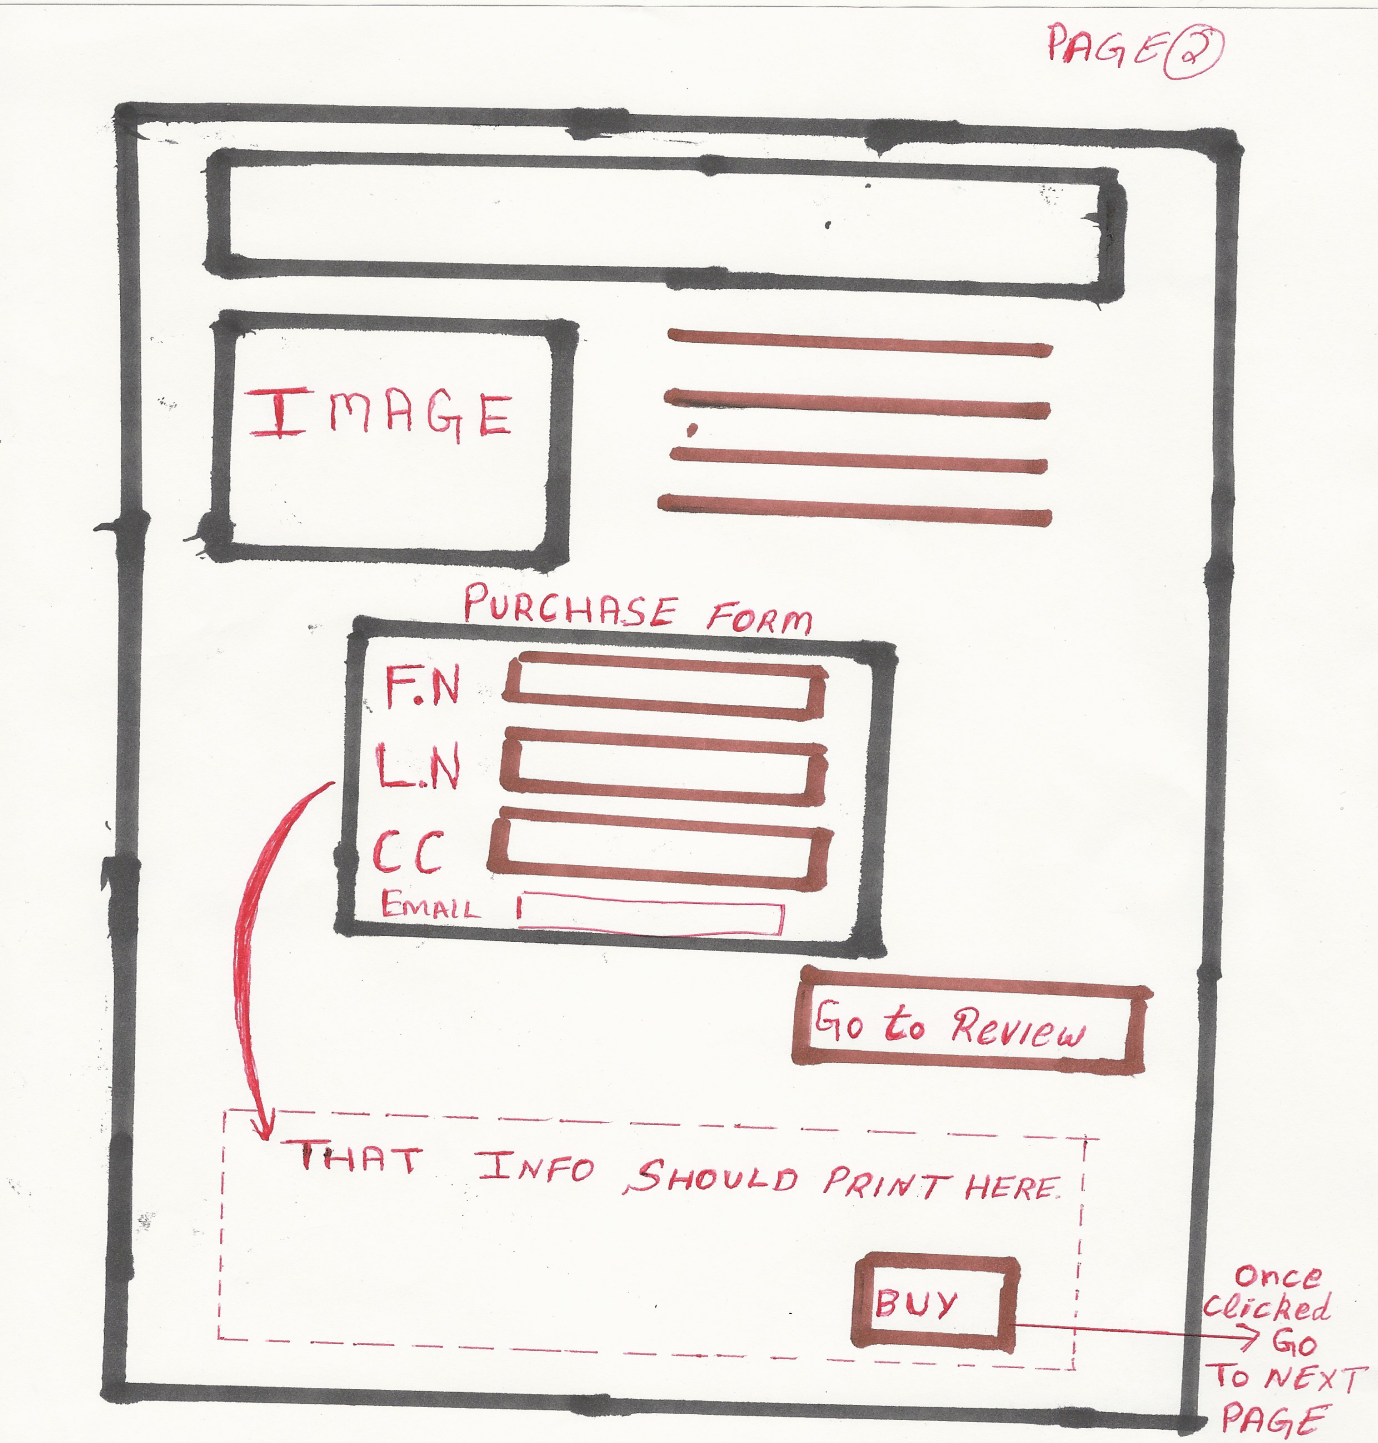 PAGE 2
IMAGE
PURCHASE FORM
F.N
L.N
CC
EMAIL
Go to REVIEW
THAT INFO SHOULD PRINT HERE.
BUY
Once
Clicked
GO
TO NEXT
PAGE